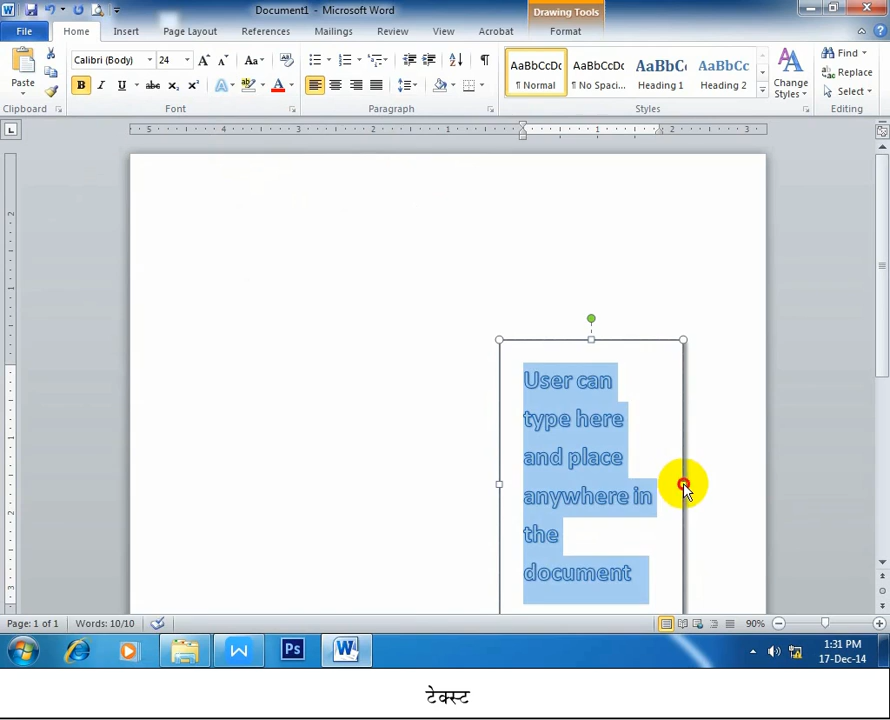 Document1 - Microsoft Word
Drawing Tools
File Home Insert Page Layout References Mailings Review View Acrobat Format
Calibri (Body) 24
Paste
Clipboard Font Paragraph Styles Editing
AaBbCcDc AaBbCcDc AaBbCc AaBbCc
¶ Normal ¶ No Spaci... Heading 1 Heading 2
Change Styles
Find
Replace
Select
User can
type here
and place
anywhere in
the
document
Page: 1 of 1 Words: 10/10 90%
1:31 PM
17-Dec-14
टेक्स्ट